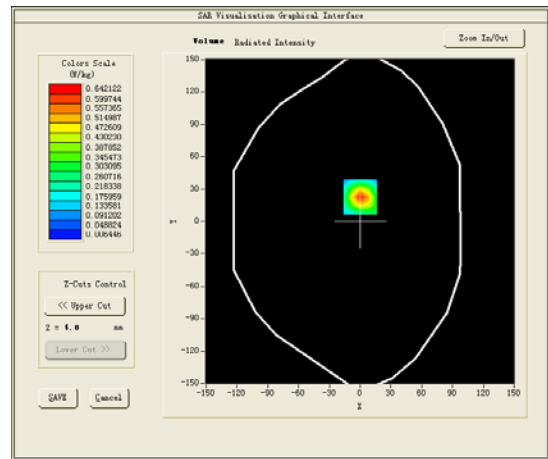 SAR Visualisation Graphical Interface
Volume Radiated Intensity
Zoom In/Out
Colors Scale
(W/kg)
0.642122
0.599744
0.557365
0.514987
0.472609
0.430230
0.387852
0.345473
0.303095
0.260716
0.218338
0.175959
0.133581
0.091202
0.048824
0.006446
Z-Cuts Control
<< Upper Cut
Z = 4.0 mm
Lower Cut >>
SAVE
Cancel
150
120
90
60
30
0
-30
-60
-90
-120
-150
Y
-150 -120 -90 -60 -30 0 30 60 90 120 150
X